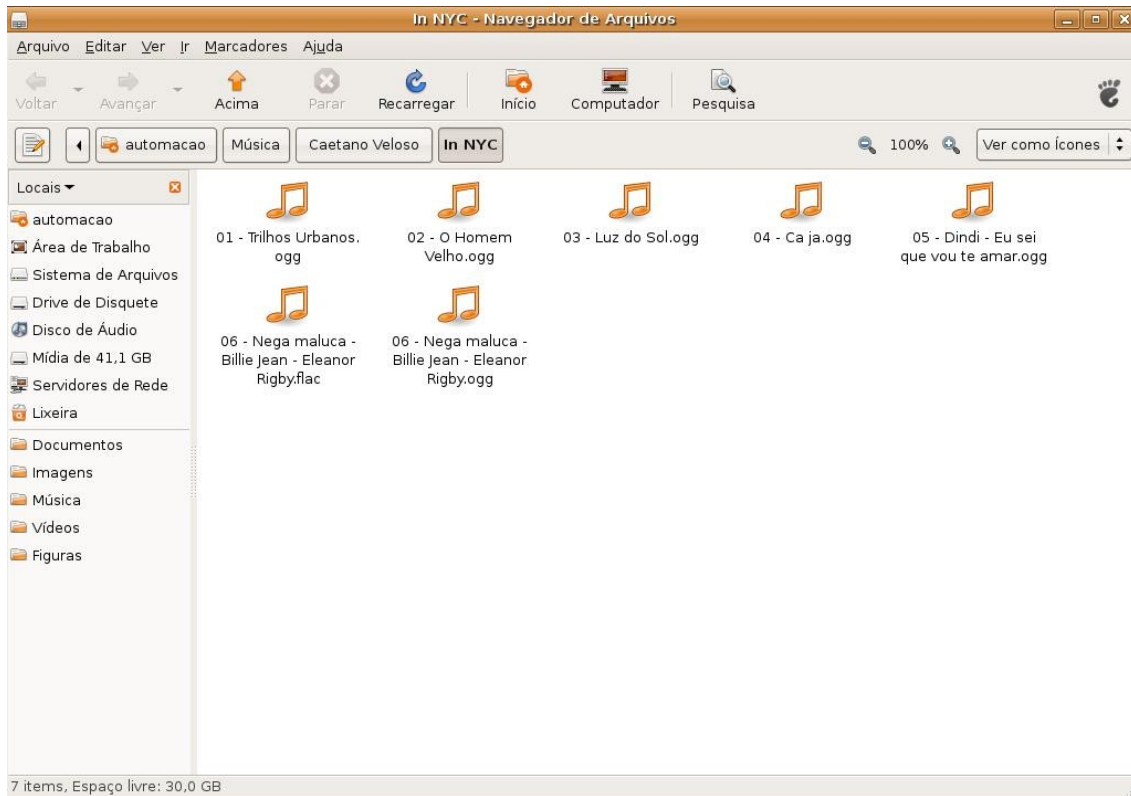 In NYC - Navegador de Arquivos
Arquivo Editar Ver Ir Marcadores Ajuda
Voltar Avançar Acima Parar Recarregar Início Computador Pesquisa
automacao Música Caetano Veloso In NYC 100% Ver como Ícones
Locais
automacao
Área de Trabalho
Sistema de Arquivos
Drive de Disquete
Disco de Áudio
Mídia de 41,1 GB
Servidores de Rede
Lixeira
Documentos
Imagens
Música
Vídeos
Figuras
01 - Trilhos Urbanos.
ogg
02 - O Homem
Velho.ogg
03 - Luz do Sol.ogg
04 - Ca ja.ogg
05 - Dindi - Eu sei
que vou te amar.ogg
06 - Nega maluca -
Billie Jean - Eleanor
Rigby.flac
06 - Nega maluca -
Billie Jean - Eleanor
Rigby.ogg
7 items, Espaço livre: 30,0 GB